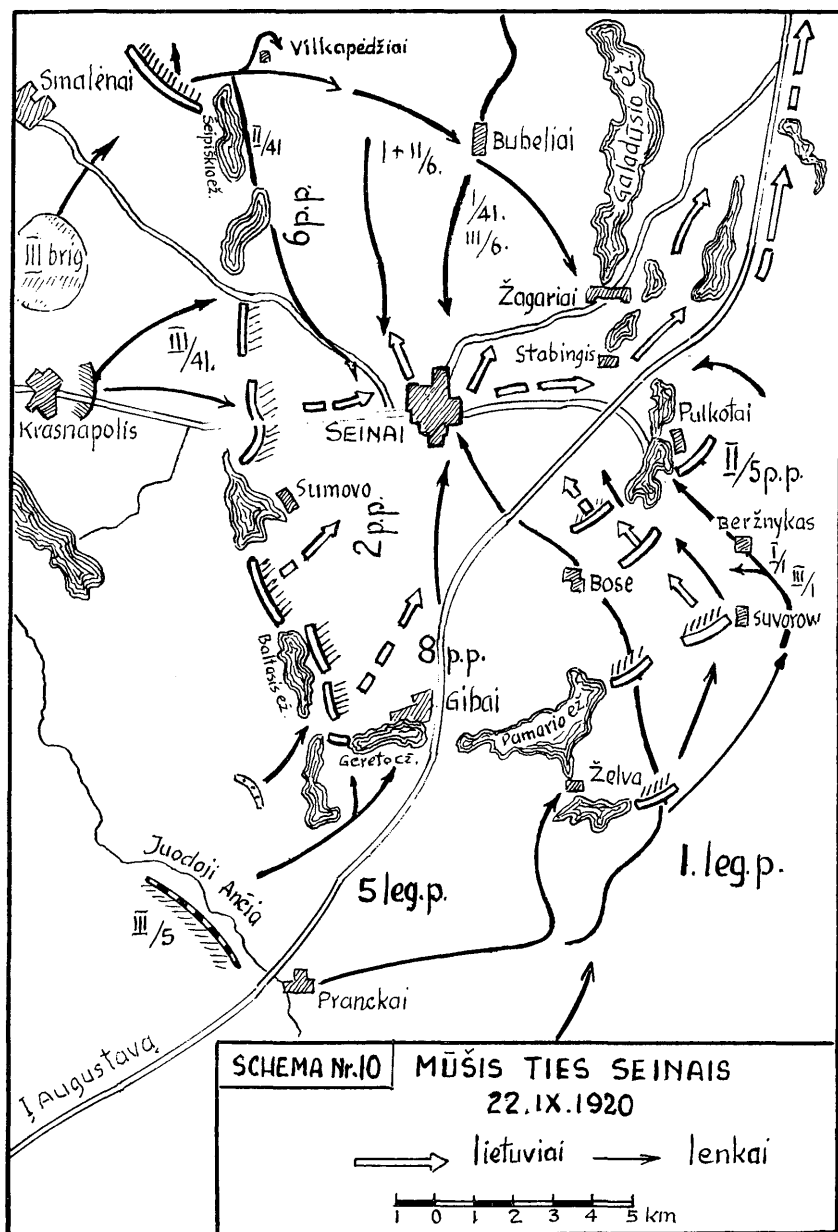 Smalėnai
Vilkapėdžiai
Šeipiškio ež.
II/41
6 p.p.
I + II/6.
Bubeliai
I/41.
III/6.
Galadūsio ež.
III brig
Žagariai
III/41.
Stabingis
Krasnapolis
SEINAI
Pulkotai
II/5 p.p.
Sumovo
2 p.p.
Beržnykas
I/1
III/1
Bose
Suvorow
Baltasis ež.
8 p.p.
Gibai
Pamario ež.
Gereto ež.
Želva
Juodoji Ančia
III/5
5 leg. p.
1. leg. p.
Pranckai
Į Augustavą
SCHEMA Nr. 10
MŪŠIS TIES SEINAIS
22.IX.1920
lietuviai
lenkai
1 0 1 2 3 4 5 km